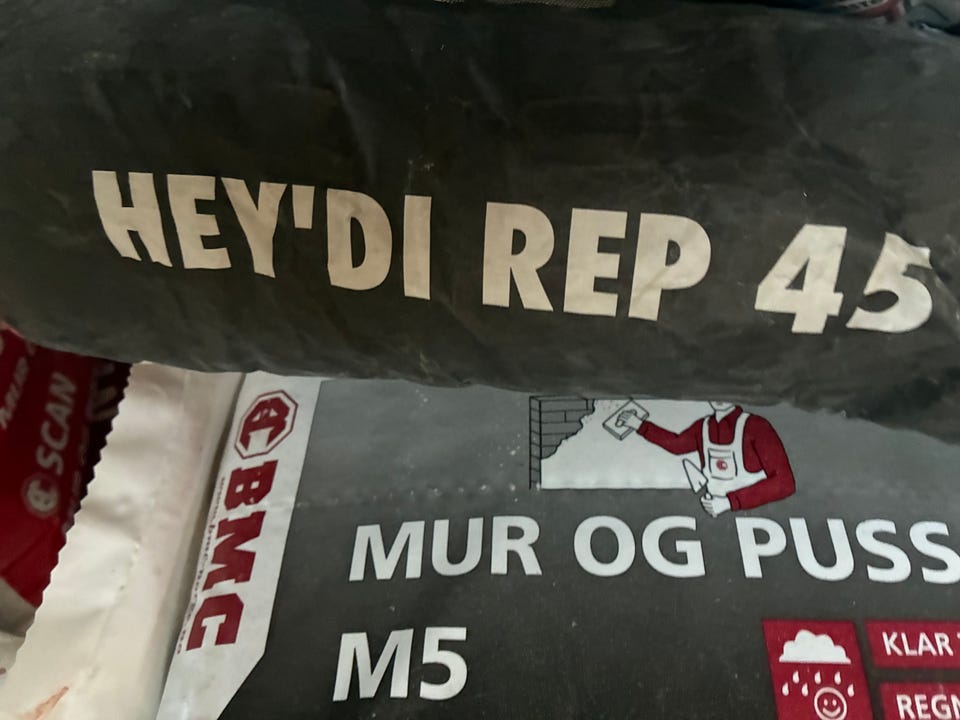 HEY'DI REP 45
SCAN
BMC
MUR OG PUSS
M5
KLAR
REGN